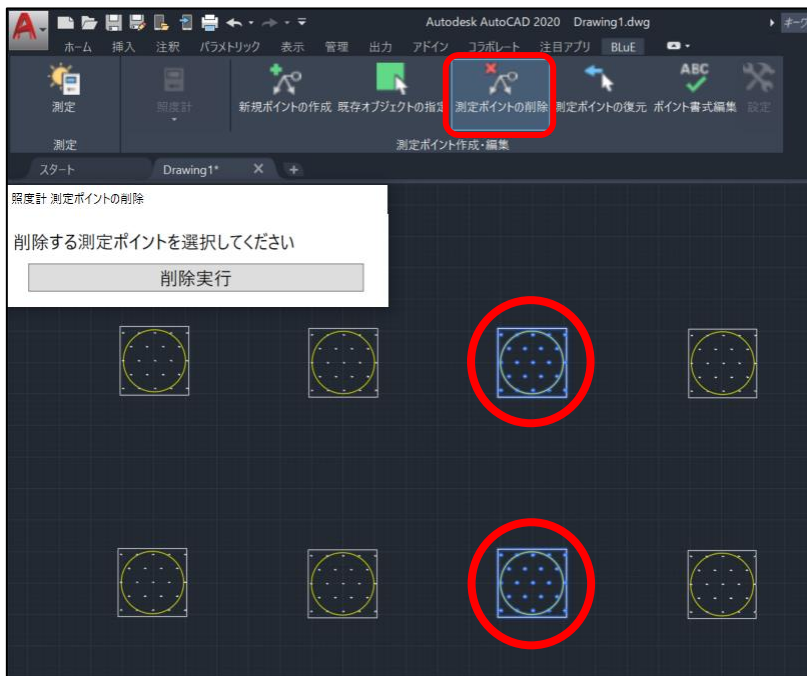 Autodesk AutoCAD 2020 Drawing1.dwg
ホーム 挿入 注釈 パラメトリック 表示 管理 出力 アドイン コラボレート 注目アプリ BLuE
ABC
測定 照度計 新規ポイントの作成 既存オブジェクトの指定 測定ポイントの削除 測定ポイントの復元 ポイント書式編集 設定
測定 測定ポイント作成・編集
スタート Drawing1*
照度計 測定ポイントの削除
削除する測定ポイントを選択してください
削除実行